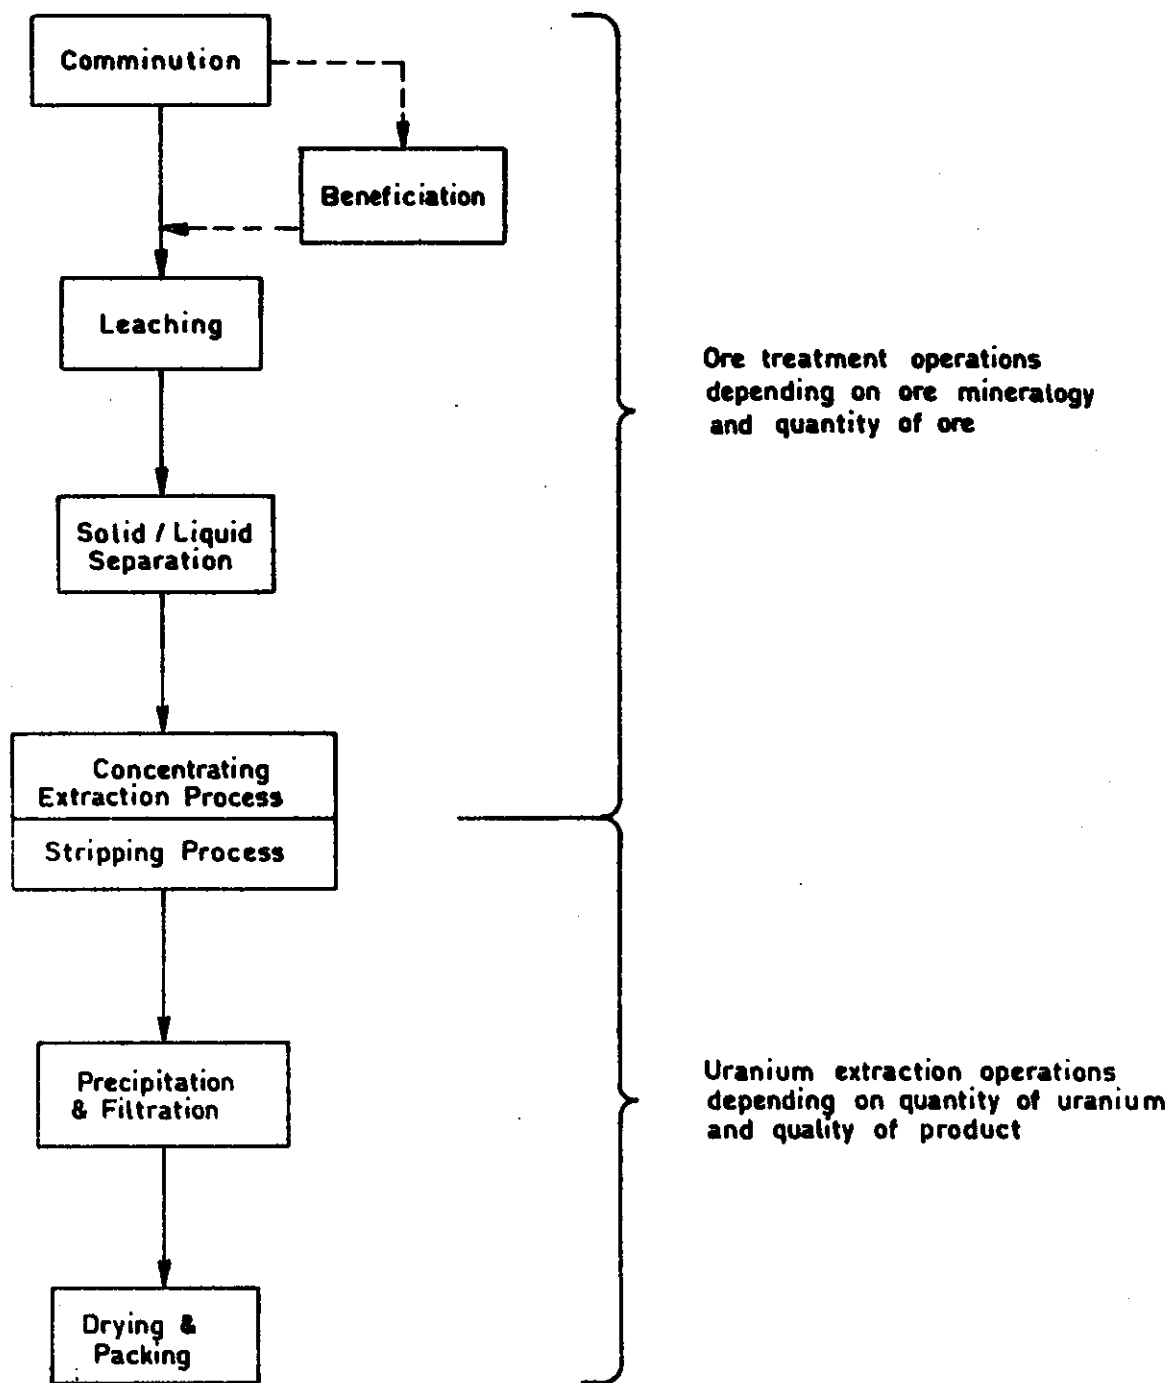 Comminution
Beneficiation
Leaching
Ore treatment operations
depending on ore mineralogy
and quantity of ore
Solid / Liquid
Separation
Concentrating
Extraction Process
Stripping Process
Precipitation
& Filtration
Uranium extraction operations
depending on quantity of uranium
and quality of product
Drying &
Packing